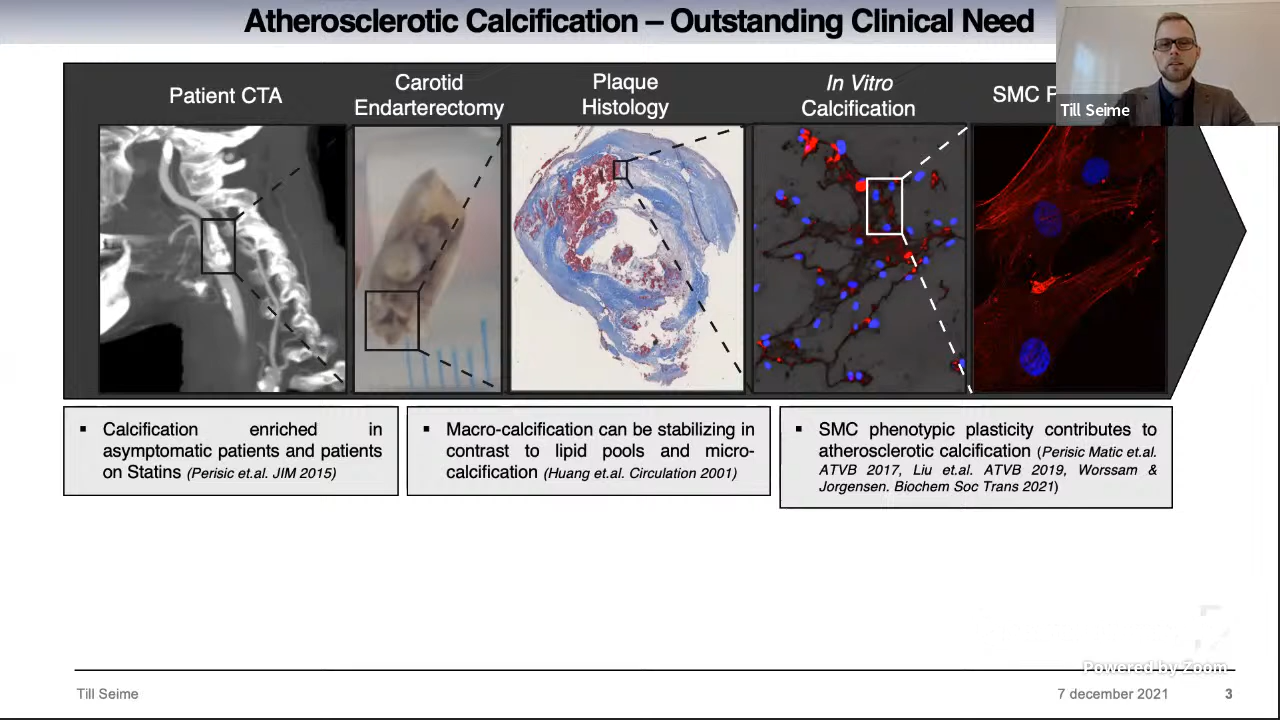 Atherosclerotic Calcification – Outstanding Clinical Need
Patient CTA
Carotid
Endarterectomy
Plaque
Histology
In Vitro
Calcification
SMC
Till Seime
▪ Calcification enriched in
asymptomatic patients and patients
on Statins (Perisic et.al. JIM 2015)
▪ Macro-calcification can be stabilizing in
contrast to lipid pools and micro-
calcification (Huang et.al. Circulation 2001)
▪ SMC phenotypic plasticity contributes to
atherosclerotic calcification (Perisic Matic et.al.
ATVB 2017, Liu et.al. ATVB 2019, Worssam &
Jorgensen. Biochem Soc Trans 2021)
Powered by Zoom
Till Seime
7 december 2021
3